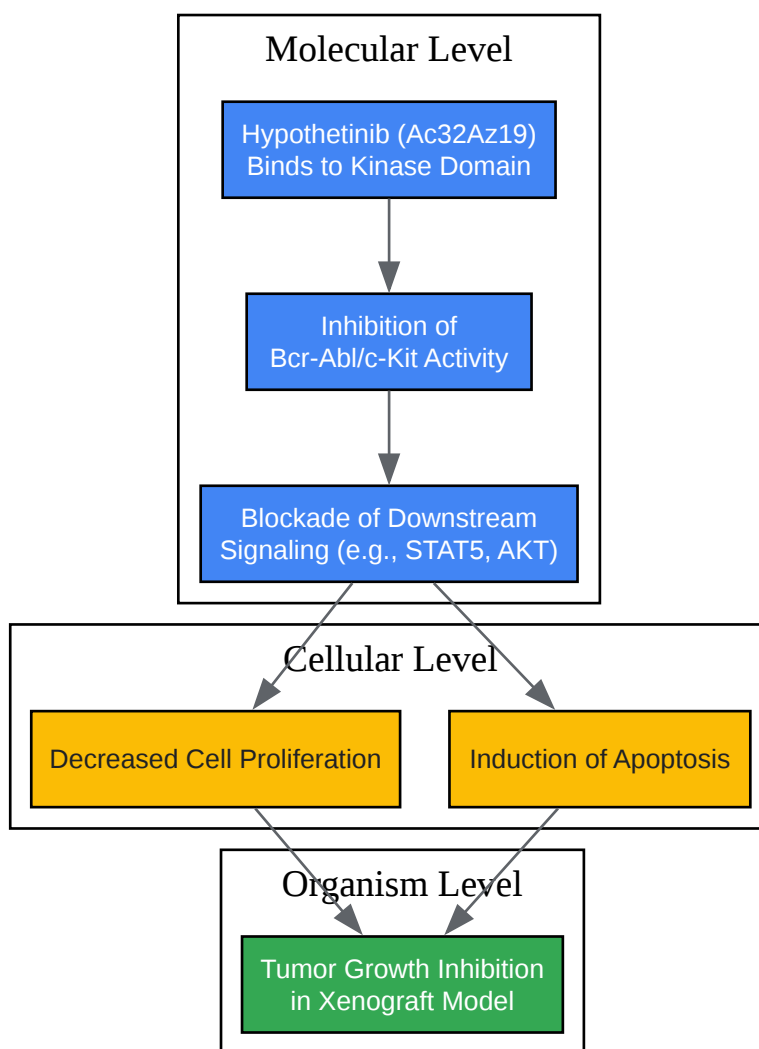 Molecular Level
Hypothetinib (Ac32Az19)
Binds to Kinase Domain
Inhibition of
Bcr-Abl/c-Kit Activity
Blockade of Downstream
Signaling (e.g., STAT5, AKT)
Cellular Level
Decreased Cell Proliferation
Induction of Apoptosis
Organism Level
Tumor Growth Inhibition
in Xenograft Model